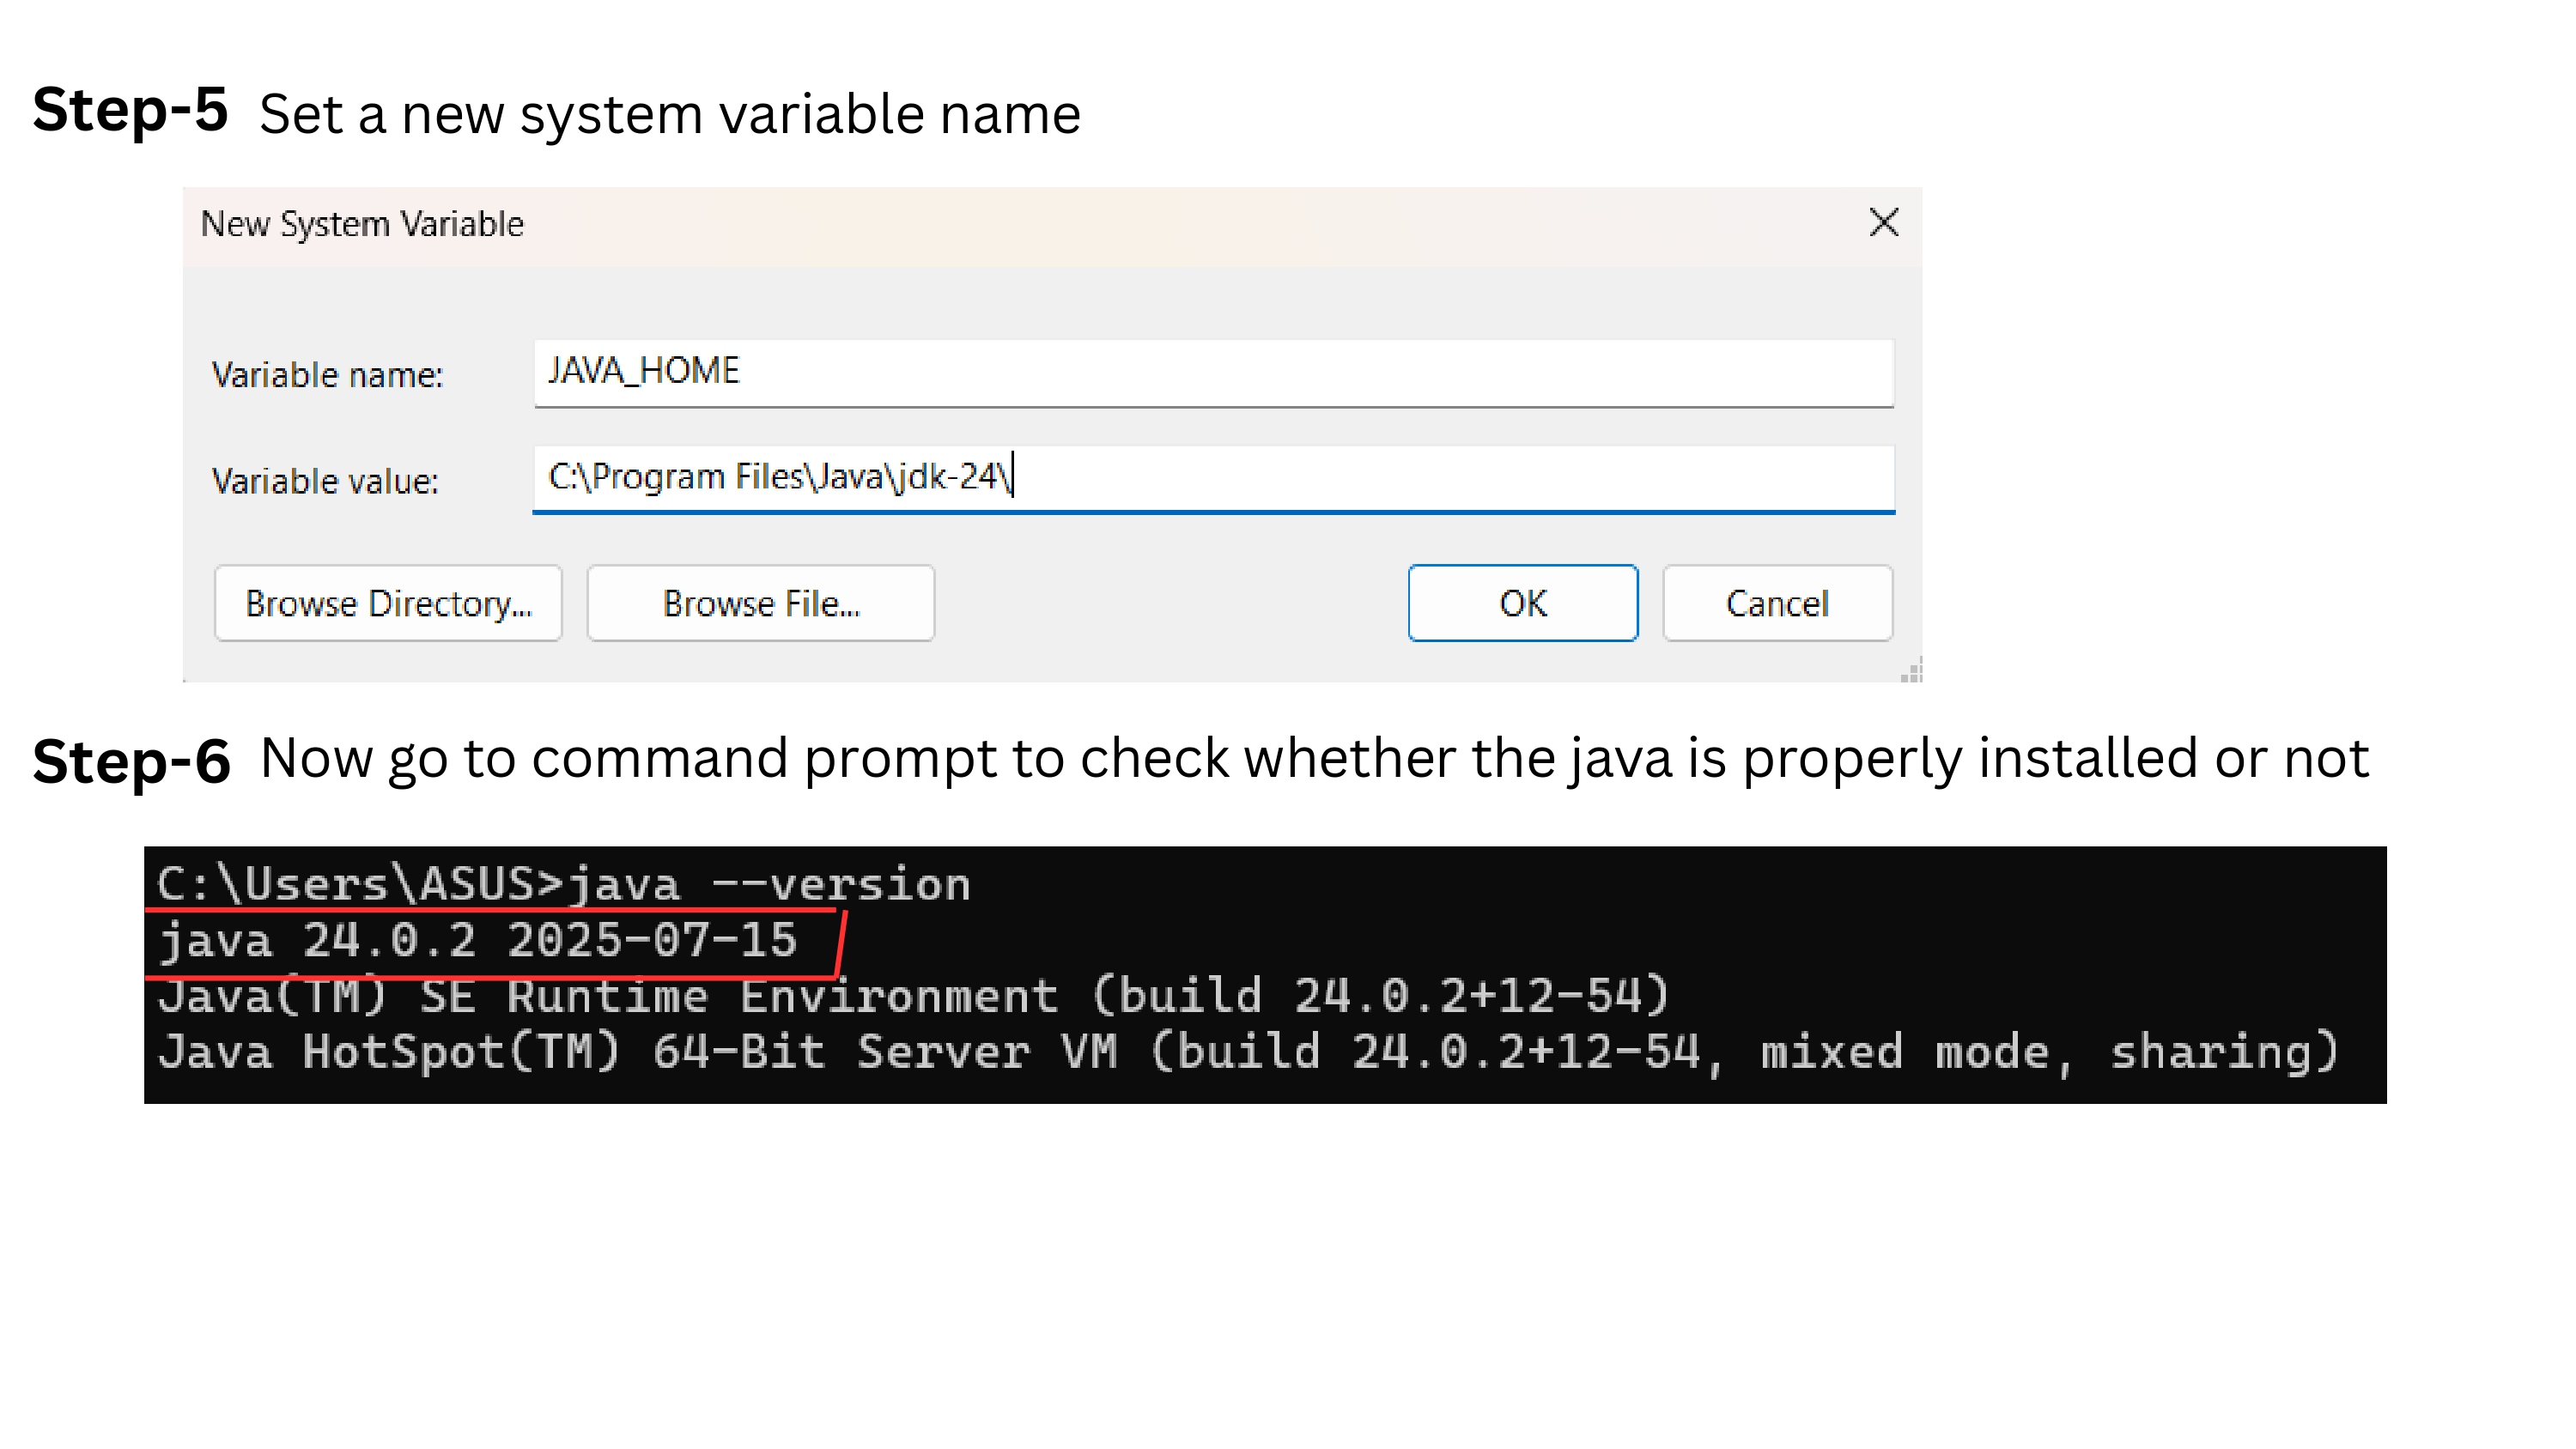 Step-5 Set a new system variable name
New System Variable
Variable name: JAVA_HOME
Variable value: C:\Program Files\Java\jdk-24\
Browse Directory... Browse File... OK Cancel
Step-6 Now go to command prompt to check whether the java is properly installed or not
C:\Users\ASUS>java --version
java 24.0.2 2025-07-15
Java(TM) SE Runtime Environment (build 24.0.2+12-54)
Java HotSpot(TM) 64-Bit Server VM (build 24.0.2+12-54, mixed mode, sharing)